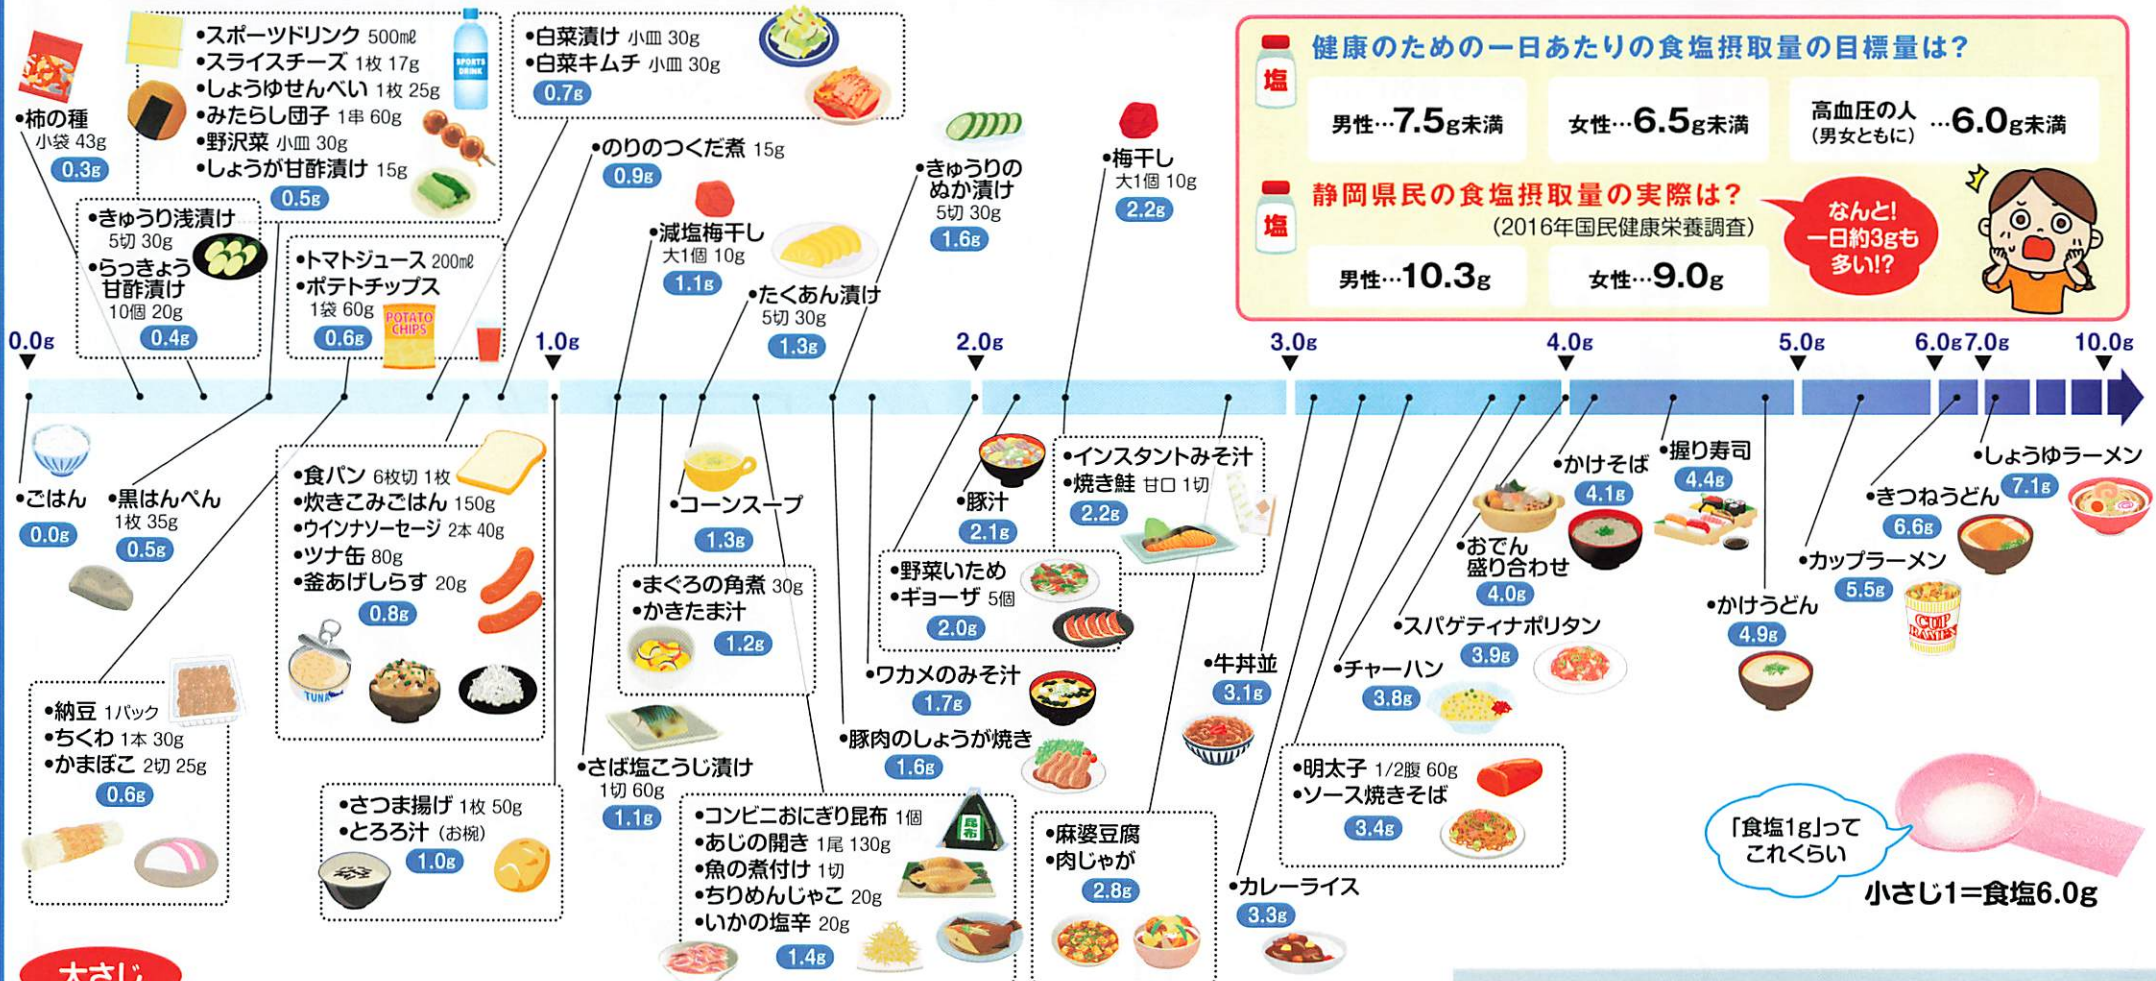 •柿の種
小袋 43g
0.3g
•スポーツドリンク 500㎖
•スライスチーズ 1枚 17g
•しょうゆせんべい 1枚 25g
•みたらし団子 1串 60g
•野沢菜 小皿 30g
•しょうが甘酢漬け 15g
0.5g
SPORTS
DRINK
•白菜漬け 小皿 30g
•白菜キムチ 小皿 30g
0.7g
•きゅうり浅漬け
5切 30g
•らっきょう
甘酢漬け
10個 20g
0.4g
•トマトジュース 200㎖
•ポテトチップス
1袋 60g
0.6g
POTATO
CHIPS
•のりのつくだ煮 15g
0.9g
•減塩梅干し
大1個 10g
1.1g
•たくあん漬け
5切 30g
1.3g
•きゅうりの
ぬか漬け
5切 30g
1.6g
•梅干し
大1個 10g
2.2g
塩
健康のための一日あたりの食塩摂取量の目標量は？
男性…7.5g未満
女性…6.5g未満
高血圧の人
（男女ともに）
…6.0g未満
塩
静岡県民の食塩摂取量の実際は？
（2016年国民健康栄養調査）
男性…10.3g
女性…9.0g
なんと！
一日約3gも
多い!?
0.0g
1.0g
2.0g
3.0g
4.0g
5.0g
6.0g
7.0g
10.0g
•ごはん
0.0g
•黒はんぺん
1枚 35g
0.5g
•納豆 1パック
•ちくわ 1本 30g
•かまぼこ 2切 25g
0.6g
•食パン 6枚切 1枚
•炊きこみごはん 150g
•ウインナソーセージ 2本 40g
•ツナ缶 80g
•釜あげしらす 20g
0.8g
TUNA
•さつま揚げ 1枚 50g
•とろろ汁（お椀）
1.0g
•さば塩こうじ漬け
1切 60g
1.1g
•まぐろの角煮 30g
•かきたま汁
1.2g
•コーンスープ
1.3g
•コンビニおにぎり昆布 1個
•あじの開き 1尾 130g
•魚の煮付け 1切
•ちりめんじゃこ 20g
•いかの塩辛 20g
1.4g
昆布
•豚肉のしょうが焼き
1.6g
•ワカメのみそ汁
1.7g
•野菜いため
•ギョーザ 5個
2.0g
•豚汁
2.1g
•インスタントみそ汁
•焼き鮭 甘口 1切
2.2g
•麻婆豆腐
•肉じゃが
2.8g
•牛丼並
3.1g
•カレーライス
3.3g
•明太子 1/2腹 60g
•ソース焼きそば
3.4g
•チャーハン
3.8g
•スパゲティナポリタン
3.9g
•おでん
盛り合わせ
4.0g
•かけそば
4.1g
•握り寿司
4.4g
•かけうどん
4.9g
•カップラーメン
5.5g
CUP
RAMEN
•きつねうどん
6.6g
•しょうゆラーメン
7.1g
「食塩1g」って
これくらい
小さじ1＝食塩6.0g
大さじ